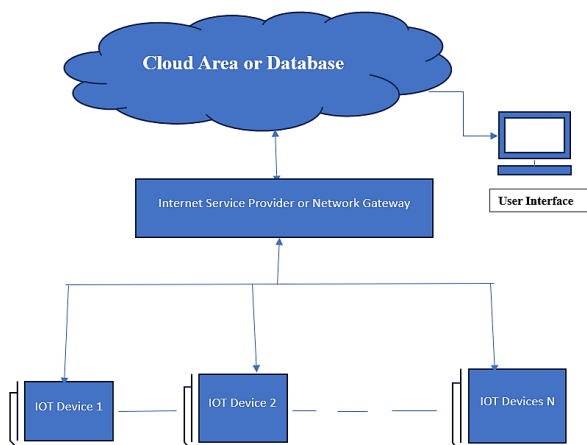 Cloud Area or Database
Internet Service Provider or Network Gateway
User Interface
IOT Device 1
IOT Device 2
IOT Devices N